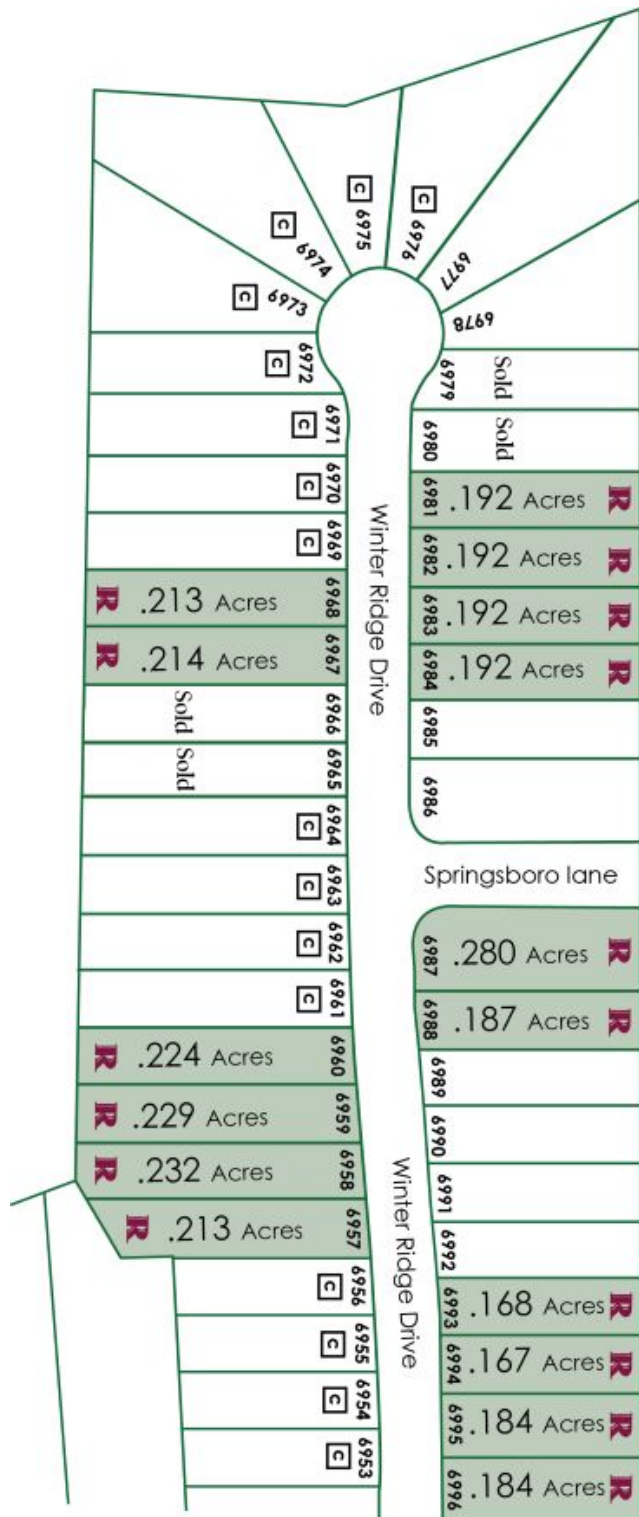 C 6975
C 6976
C 6974
6977
C 6973
6978
C 6972
6979 Sold
C 6971
6980 Sold
C 6970
6981 .192 Acres R
C 6969
6982 .192 Acres R
R .213 Acres 6968
6983 .192 Acres R
R .214 Acres 6967
6984 .192 Acres R
Winter Ridge Drive
Sold 6966
6985
Sold 6965
6986
C 6964
Springsboro lane
C 6963
C 6962
6987 .280 Acres R
C 6961
6988 .187 Acres R
R .224 Acres 6960
6989
R .229 Acres 6959
6990
R .232 Acres 6958
6991
R .213 Acres 6957
6992
Winter Ridge Drive
C 6956
6993 .168 Acres R
C 6955
6994 .167 Acres R
C 6954
6995 .184 Acres R
C 6953
6996 .184 Acres R